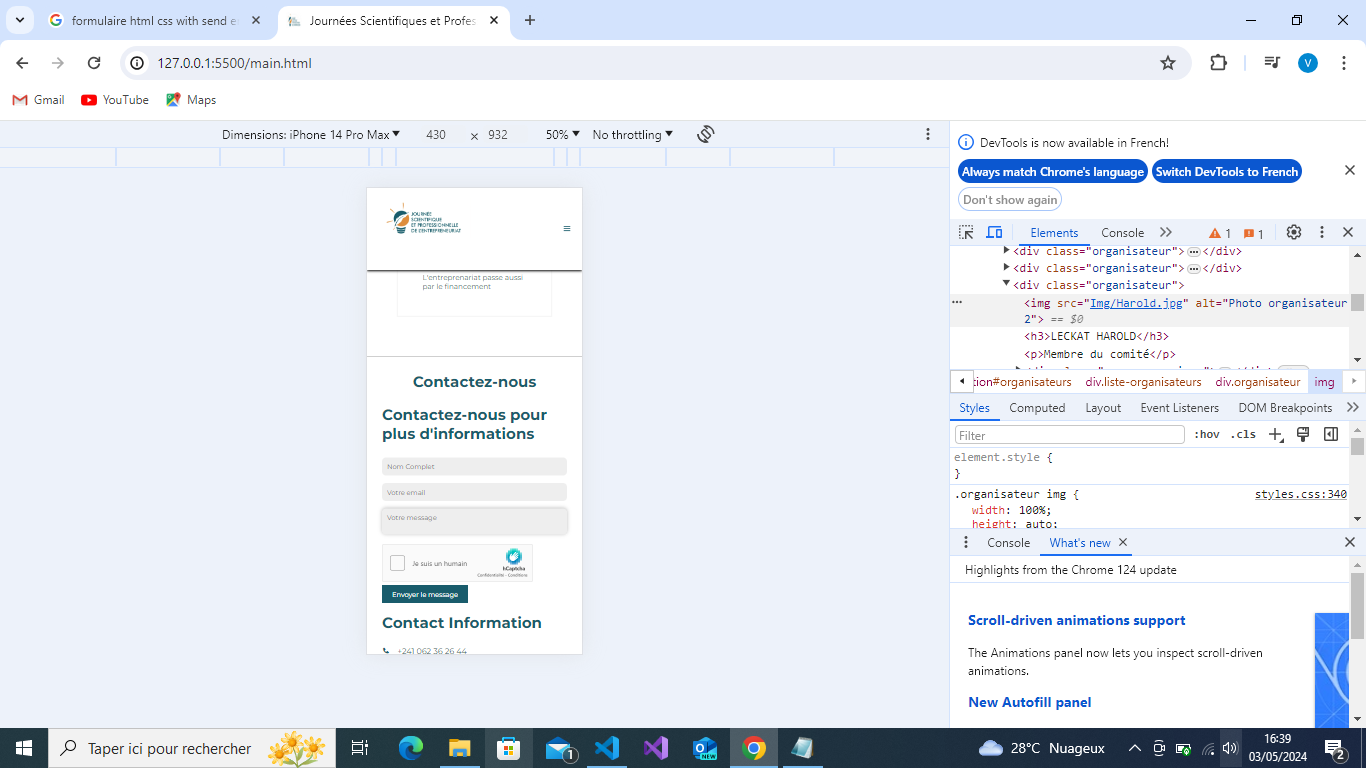 formulaire html css with send e
Journées Scientifiques et Profes
127.0.0.1:5500/main.html
V
Gmail
YouTube
Maps
Dimensions: iPhone 14 Pro Max
430
×
932
50%
No throttling
JOURNÉE
SCIENTIFIQUE
ET PROFESSIONNELLE
DE L'ENTREPRENEURIAT
L'entreprenariat passe aussi
par le financement
Contactez-nous
Contactez-nous pour
plus d'informations
Nom Complet
Votre email
Votre message
Je suis un humain
hCaptcha
Confidentialité - Conditions
Envoyer le message
Contact Information
+241 062 36 26 44
DevTools is now available in French!
Always match Chrome's language
Switch DevTools to French
Don't show again
Elements
Console
1
1
<div class="organisateur"> … </div>
<div class="organisateur"> … </div>
<div class="organisateur">
<img src="Img/Harold.jpg" alt="Photo organisateur
2"> == $0
<h3>LECKAT HAROLD</h3>
<p>Membre du comité</p>
tion#organisateurs
div.liste-organisateurs
div.organisateur
img
Styles
Computed
Layout
Event Listeners
DOM Breakpoints
Filter
:hov
.cls
element.style {
}
.organisateur img {
styles.css:340
width: 100%;
height: auto;
Console
What's new
Highlights from the Chrome 124 update
Scroll-driven animations support
The Animations panel now lets you inspect scroll-driven
animations.
New Autofill panel
Taper ici pour rechercher
1
NEW
28°C Nuageux
16:39
03/05/2024
2